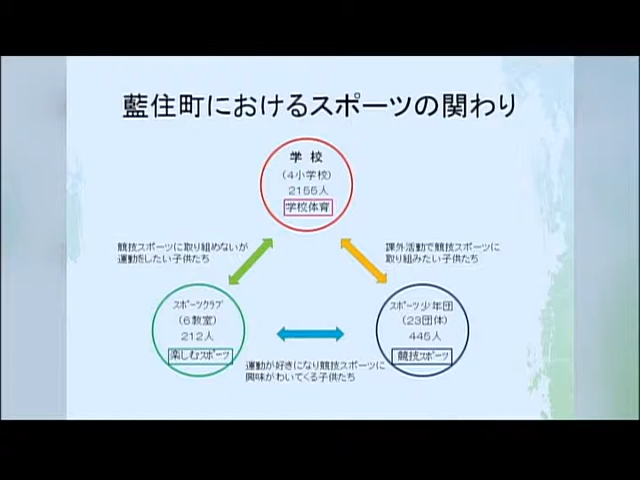 藍住町におけるスポーツの関わり
学 校
(4小学校)
2155人
学校体育
競技スポーツに取り組めないが
運動をしたい子供たち
課外活動で競技スポーツに
取り組みたい子供たち
スポーツクラブ
(6教室)
212人
楽しむスポーツ
スポーツ少年団
(23団体)
445人
競技スポーツ
運動が好きになり競技スポーツに
興味がわいてくる子供たち